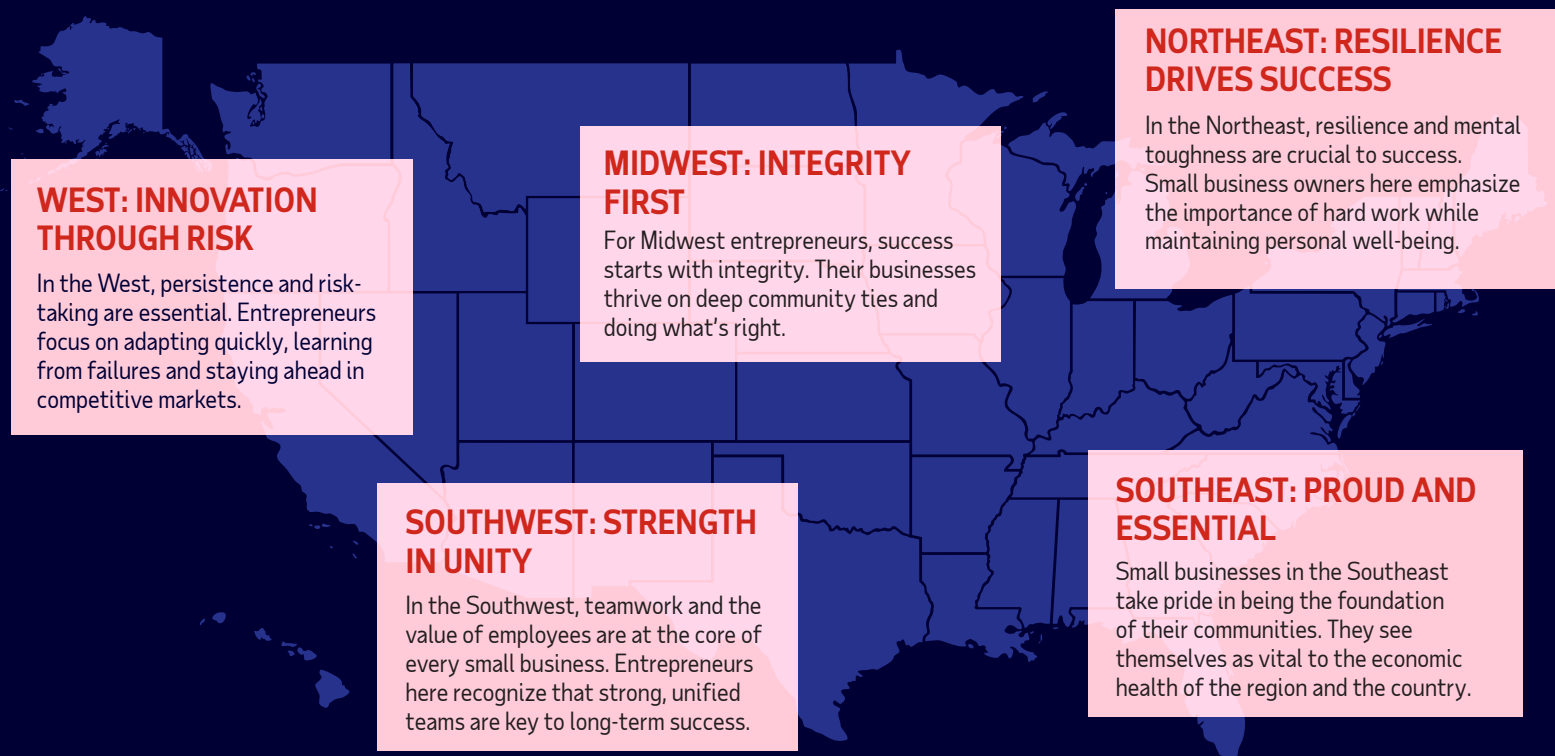 WEST: INNOVATION
THROUGH RISK
In the West, persistence and risk-
taking are essential. Entrepreneurs
focus on adapting quickly, learning
from failures and staying ahead in
competitive markets.
MIDWEST: INTEGRITY
FIRST
For Midwest entrepreneurs, success
starts with integrity. Their businesses
thrive on deep community ties and
doing what's right.
NORTHEAST: RESILIENCE
DRIVES SUCCESS
In the Northeast, resilience and mental
toughness are crucial to success.
Small business owners here emphasize
the importance of hard work while
maintaining personal well-being.
SOUTHWEST: STRENGTH
IN UNITY
In the Southwest, teamwork and the
value of employees are at the core of
every small business. Entrepreneurs
here recognize that strong, unified
teams are key to long-term success.
SOUTHEAST: PROUD AND
ESSENTIAL
Small businesses in the Southeast
take pride in being the foundation
of their communities. They see
themselves as vital to the economic
health of the region and the country.